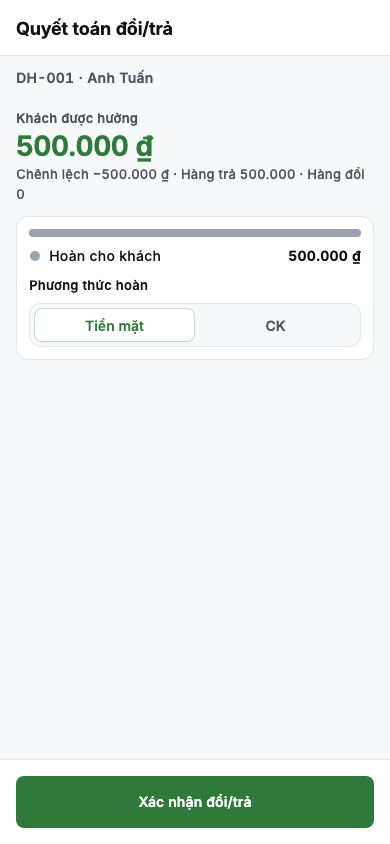 Quyết toán đổi/trả
DH-001 · Anh Tuấn
Khách được hưởng
500.000 ₫
Chênh lệch −500.000 ₫ · Hàng trả 500.000 · Hàng đổi
0
Hoàn cho khách 500.000 ₫
Phương thức hoàn
Tiền mặt CK
Xác nhận đổi/trả